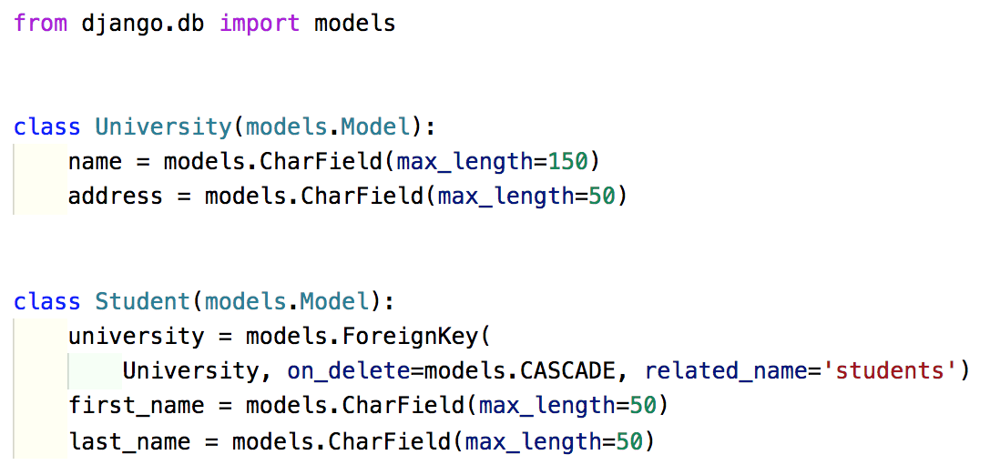 from django.db import models
class University(models.Model):
    name = models.CharField(max_length=150)
    address = models.CharField(max_length=50)
class Student(models.Model):
    university = models.ForeignKey(
        University, on_delete=models.CASCADE, related_name='students')
    first_name = models.CharField(max_length=50)
    last_name = models.CharField(max_length=50)